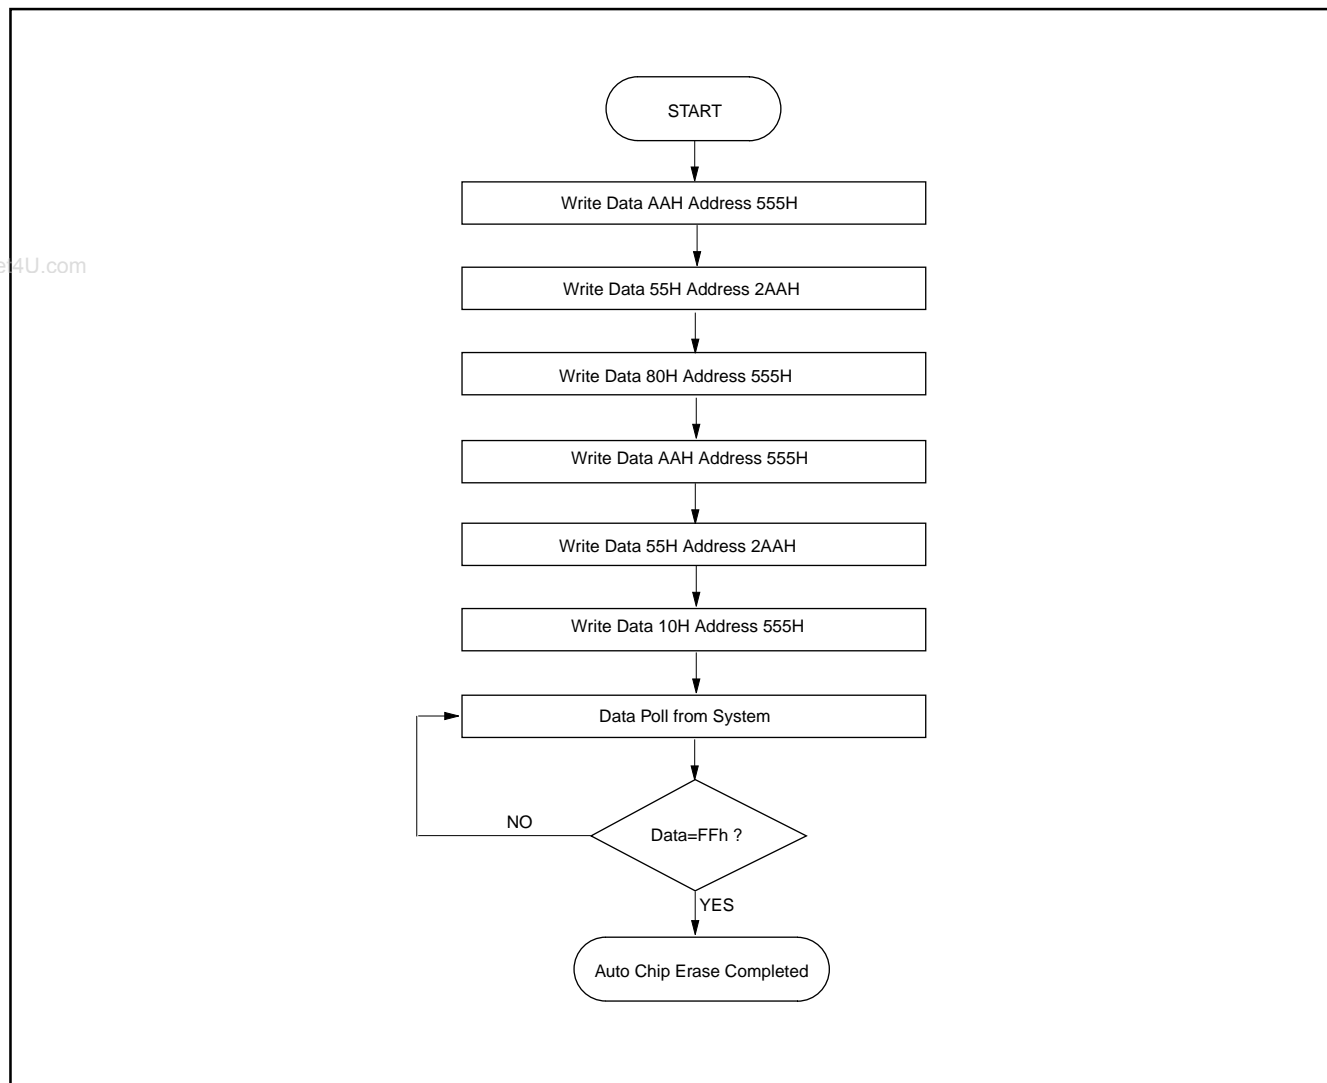 START
Write Data AAH Address 555H
et4U.com
Write Data 55H Address 2AAH
Write Data 80H Address 555H
Write Data AAH Address 555H
Write Data 55H Address 2AAH
Write Data 10H Address 555H
Data Poll from System
NO
Data=FFh ?
YES
Auto Chip Erase Completed